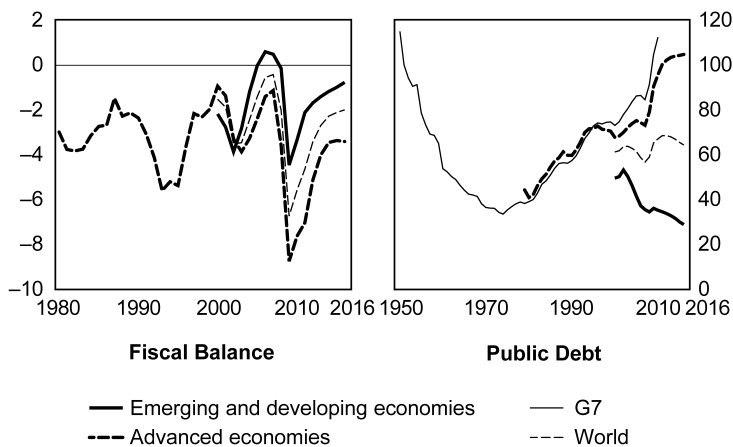 2
0
–2
–4
–6
–8
–10
1980 1990 2000 2010 2016
Fiscal Balance
120
100
80
60
40
20
0
1950 1970 1990 2010 2016
Public Debt
Emerging and developing economies
G7
Advanced economies
World